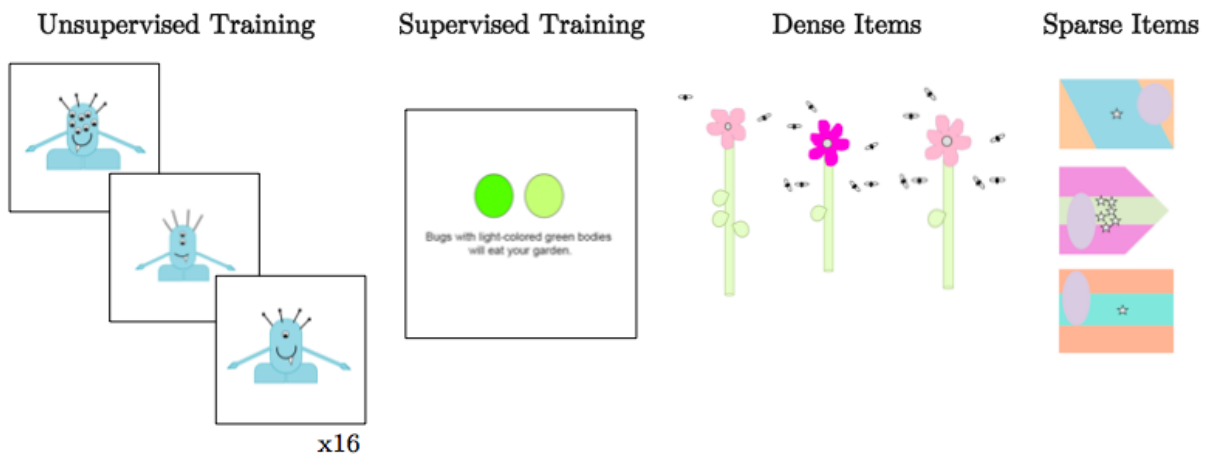 Unsupervised Training
Supervised Training
Dense Items
Sparse Items
Bugs with light-colored green bodies
will eat your garden.
x16